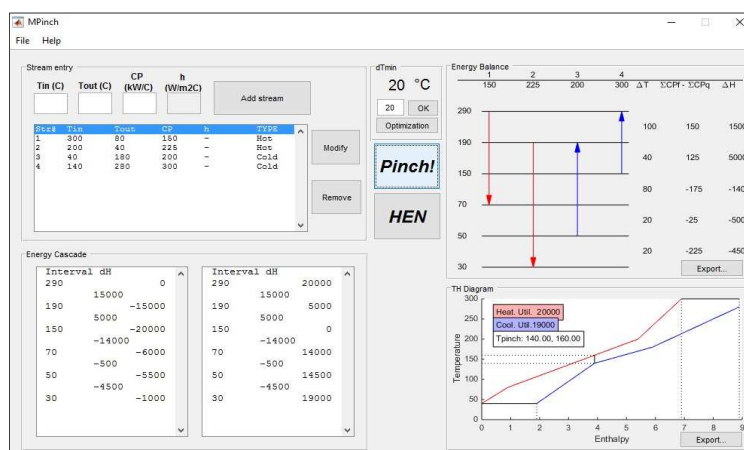 MPinch
File Help
Stream entry
Tin (C) Tout (C) CP (kW/C) h (W/m2C)
Add stream
Str# Tin Tout CP h TYPE
1 300 80 150 - Hot
2 200 40 225 - Hot
3 40 180 200 - Cold
4 140 280 300 - Cold
Modify
Remove
dTmin
20 °C
20 OK
Optimization
Pinch!
HEN
Energy Balance
1 2 3 4
150 225 200 300 ΔT ΣCPf - ΣCPq ΔH
290
100 150 1500
190
40 125 5000
150
80 -175 -140
70
20 -25 -500
50
20 -225 -450
30
Export...
Energy Cascade
Interval dH
290 0
15000
190 -15000
5000
150 -20000
-14000
70 -6000
-500
50 -5500
-4500
30 -1000
Interval dH
290 20000
15000
190 5000
5000
150 0
-14000
70 14000
-500
50 14500
-4500
30 19000
TH Diagram
Heat. Util. 20000
Cool. Util.19000
Tpinch: 140.00, 160.00
Temperature
300
250
200
150
100
50
0
0 1 2 3 4 5 6 7 8 9
Enthalpy
Export...